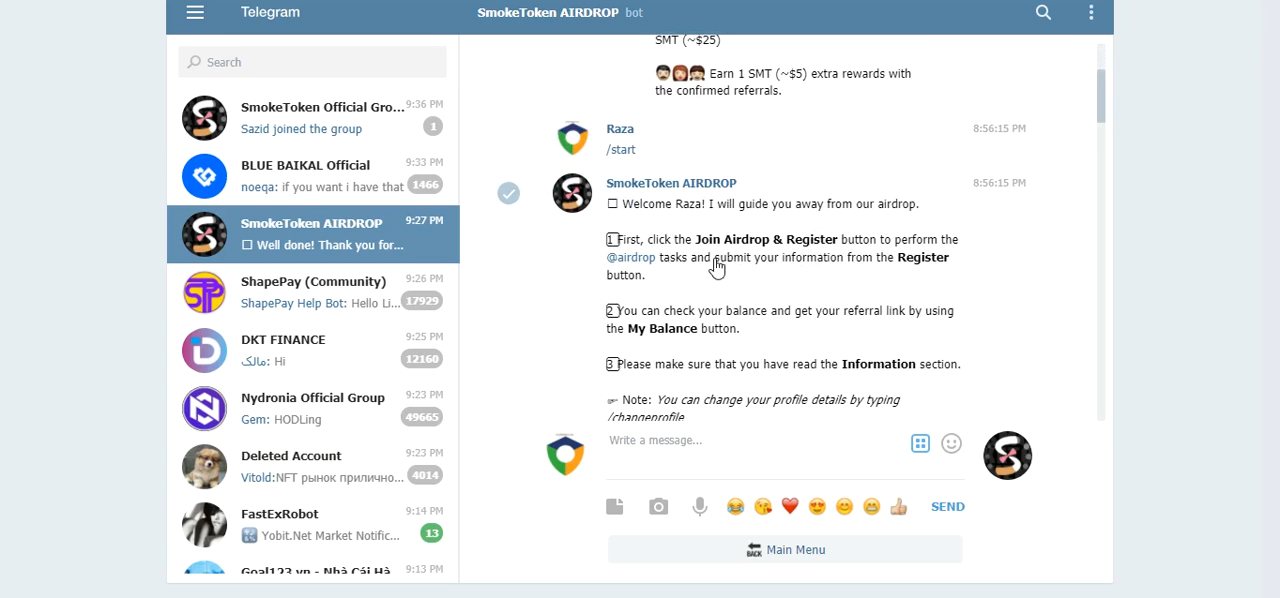 Telegram
SmokeToken AIRDROP bot
Search
SmokeToken Official Gro... 9:36 PM
Sazid joined the group 1
BLUE BAIKAL Official 9:33 PM
noeqa: if you want i have that 1466
SmokeToken AIRDROP 9:27 PM
Well done! Thank you for...
ShapePay (Community) 9:26 PM
ShapePay Help Bot: Hello Li... 17929
DKT FINANCE 9:25 PM
مالک: Hi 12160
Nydronia Official Group 9:23 PM
Gem: HODLing 49665
Deleted Account 9:23 PM
Vitold:NFT рынок прилично... 4014
FastExRobot 9:14 PM
Yobit.Net Market Notific... 13
Goal123.vn - Nhà Cái Hà 9:13 PM
SMT (~$25)
Earn 1 SMT (~$5) extra rewards with
the confirmed referrals.
Raza 8:56:15 PM
/start
SmokeToken AIRDROP 8:56:15 PM
Welcome Raza! I will guide you away from our airdrop.
1 First, click the Join Airdrop & Register button to perform the
@airdrop tasks and submit your information from the Register
button.
2 You can check your balance and get your referral link by using
the My Balance button.
3 Please make sure that you have read the Information section.
☞ Note: You can change your profile details by typing
/changeprofile
Write a message...
SEND
BACK Main Menu